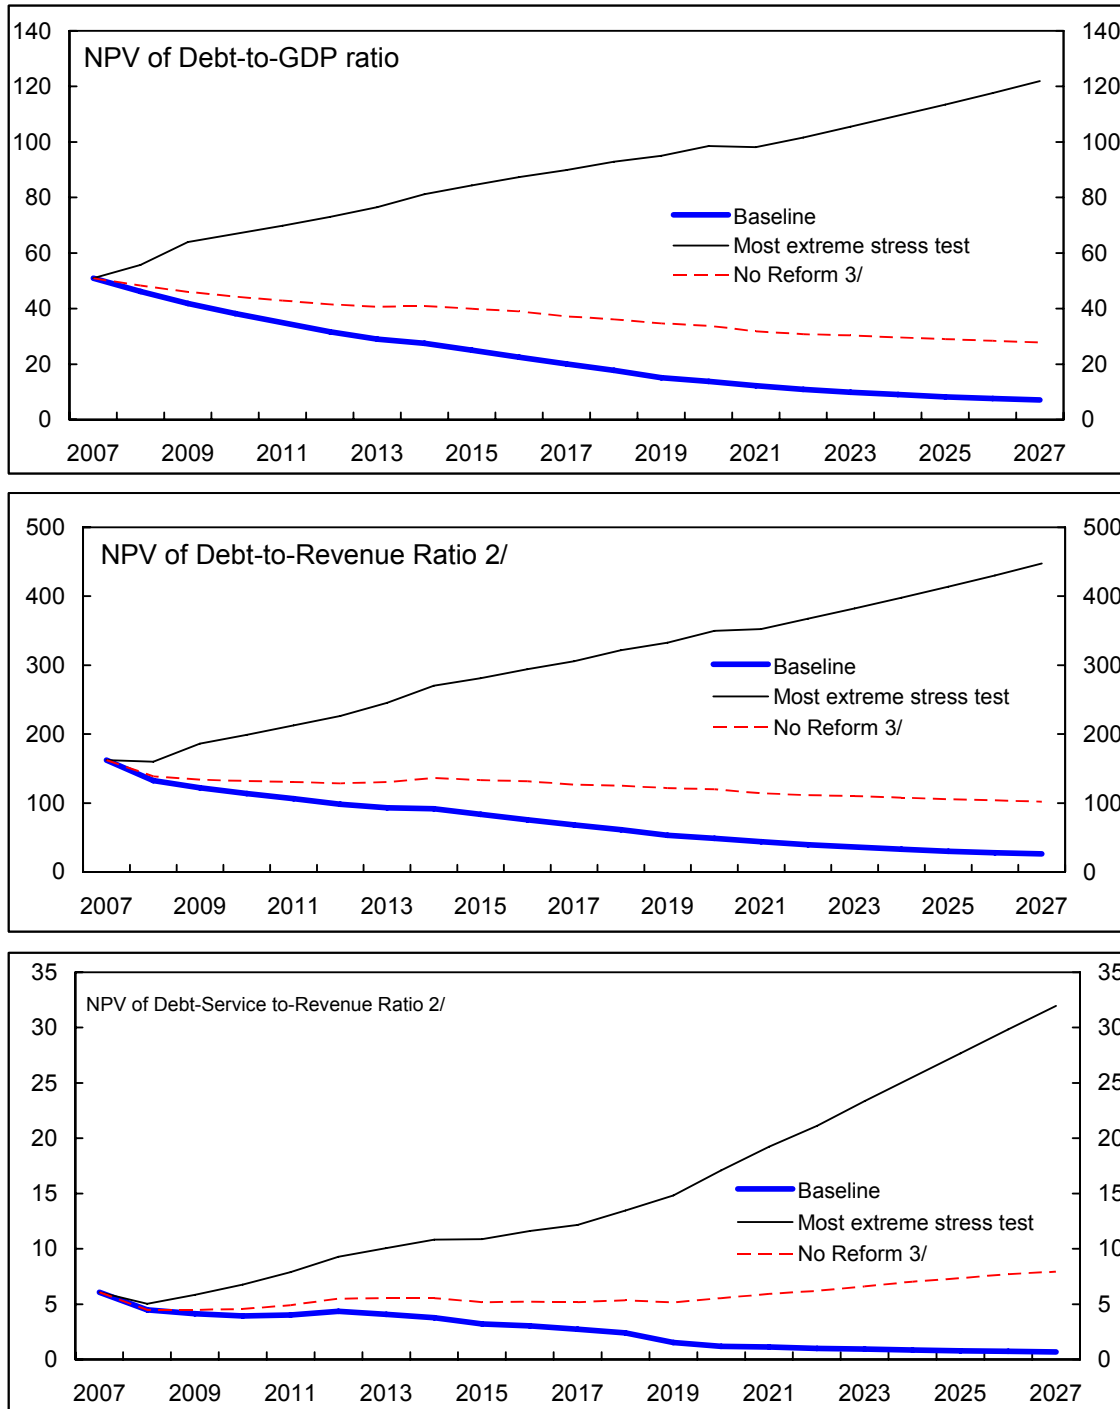 140 140
NPV of Debt-to-GDP ratio
120 120
100 100
80 80
Baseline
60 Most extreme stress test 60
No Reform 3/
40 40
20 20
0 0
2007 2009 2011 2013 2015 2017 2019 2021 2023 2025 2027
500 500
NPV of Debt-to-Revenue Ratio 2/
400 400
300 300
Baseline
Most extreme stress test
No Reform 3/
200 200
100 100
0 0
2007 2009 2011 2013 2015 2017 2019 2021 2023 2025 2027
35 35
NPV of Debt-Service to-Revenue Ratio 2/
30 30
25 25
20 20
15 15
Baseline
Most extreme stress test
10 No Reform 3/ 10
5 5
0 0
2007 2009 2011 2013 2015 2017 2019 2021 2023 2025 2027